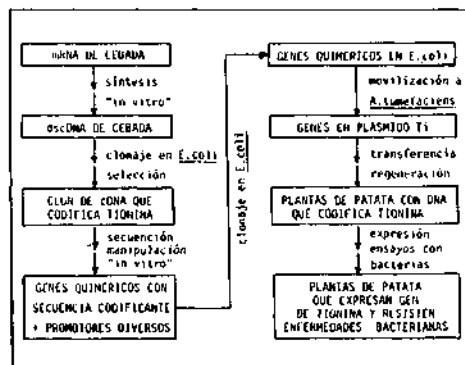 mRNA DE CEBADA
síntesis
"in vitro"
dscDNA DE CEBADA
clonaje en E.coli
selección
CLON DE cDNA QUE
CODIFICA TIONINA
secuención
manipulación
"in vitro"
GENES QUIMERICOS CON
SECUENCIA CODIFICANTE
+ PROMOTORES DIVERSOS
clonaje en E.coli
GENES QUIMERICOS EN E.coli
movilización a
A.tumefaciens
GENES EN PLASMIDO Ti
transferencia
regeneración
PLANTAS DE PATATA CON DNA
QUE CODIFICA TIONINA
expresión
ensayos con
bacterias
PLANTAS DE PATATA
QUE EXPRESAN GEN
DE TIONINA Y RESISTEN
ENFERMEDADES BACTERIANAS